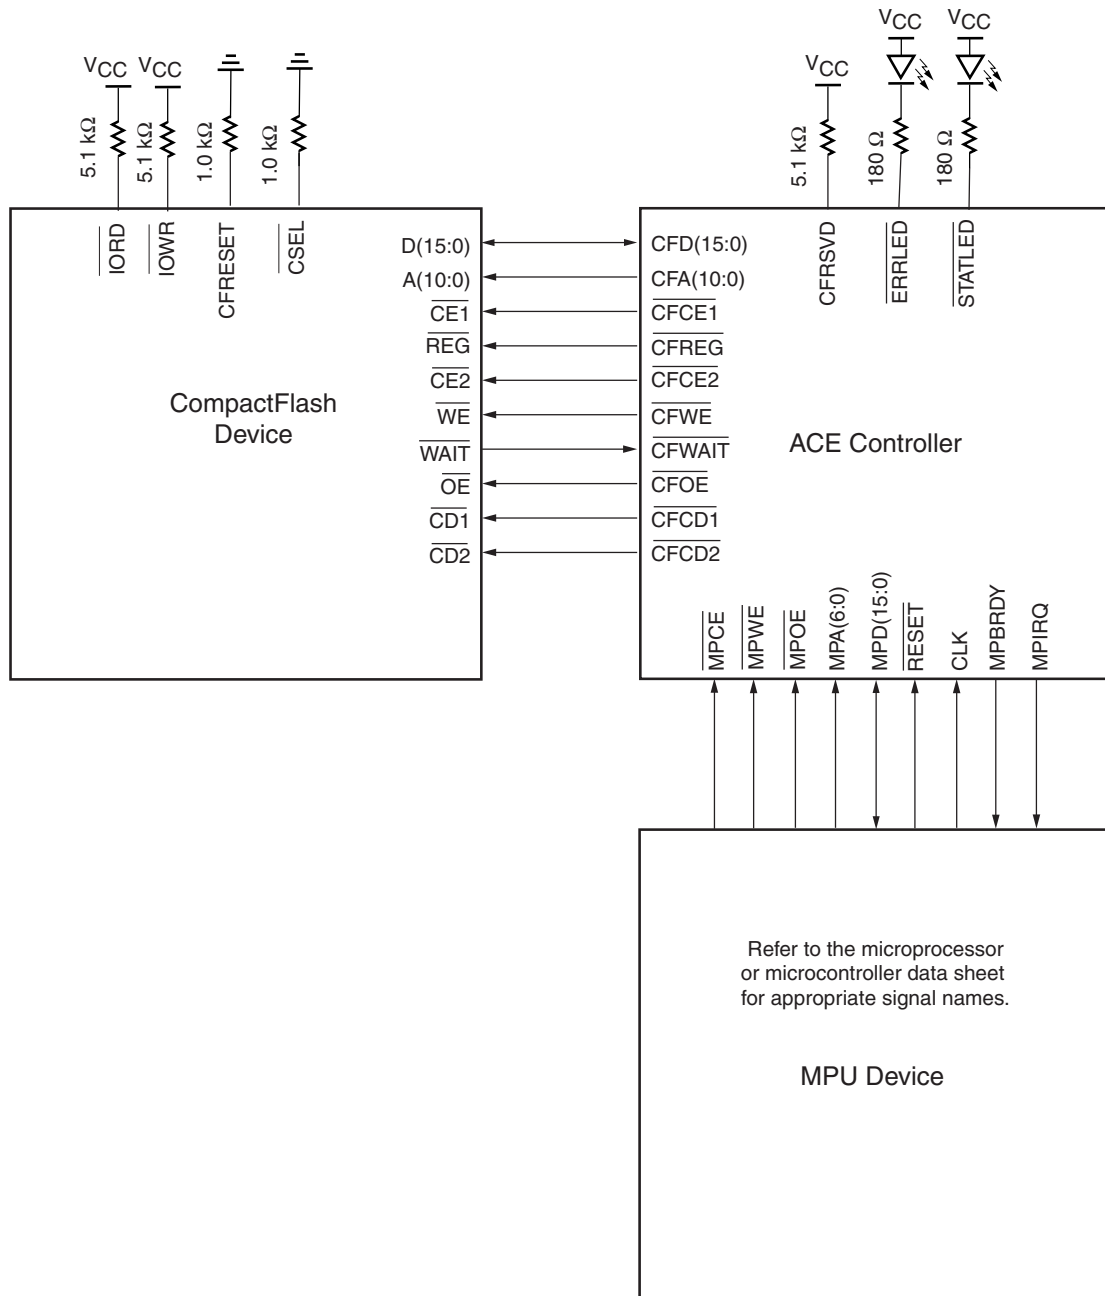 VCC VCC
VCC VCC
VCC
5.1 kΩ
5.1 kΩ
1.0 kΩ
1.0 kΩ
5.1 kΩ
180 Ω
180 Ω
IORD
IOWR
CFRESET
CSEL
D(15:0)
A(10:0)
CE1
REG
CE2
WE
WAIT
OE
CD1
CD2
CompactFlash
Device
CFRSVD
ERRLED
STATLED
CFD(15:0)
CFA(10:0)
CFCE1
CFREG
CFCE2
CFWE
CFWAIT
CFOE
CFCD1
CFCD2
ACE Controller
MPCE
MPWE
MPOE
MPA(6:0)
MPD(15:0)
RESET
CLK
MPBRDY
MPIRQ
Refer to the microprocessor
or microcontroller data sheet
for appropriate signal names.
MPU Device